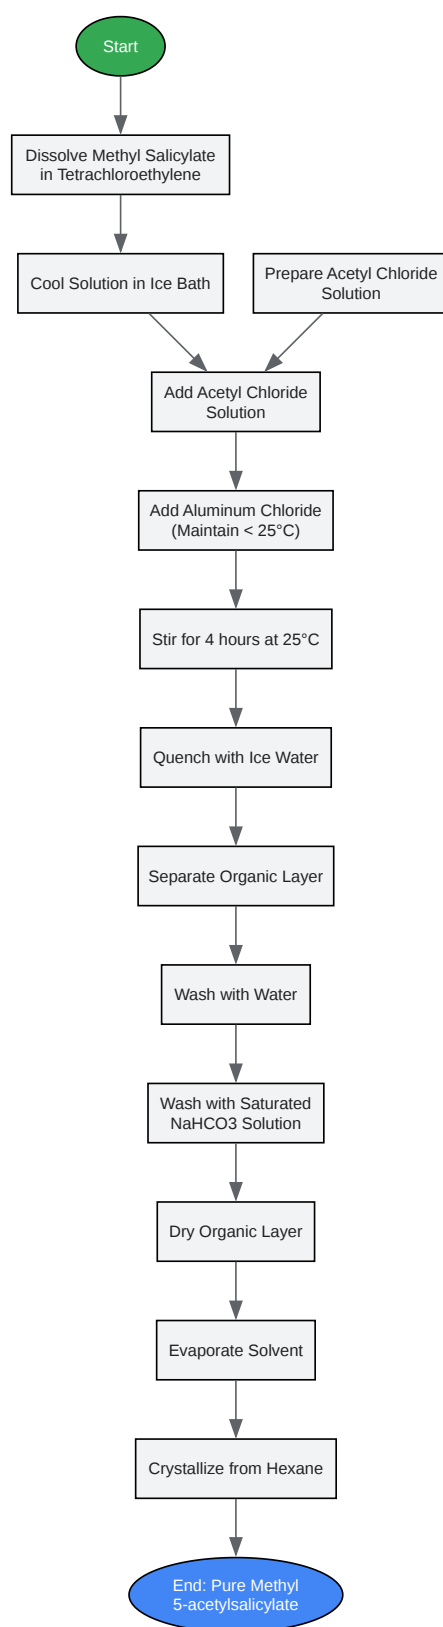 Start
Dissolve Methyl Salicylate
in Tetrachloroethylene
Cool Solution in Ice Bath
Prepare Acetyl Chloride
Solution
Add Acetyl Chloride
Solution
Add Aluminum Chloride
(Maintain < 25°C)
Stir for 4 hours at 25°C
Quench with Ice Water
Separate Organic Layer
Wash with Water
Wash with Saturated
NaHCO3 Solution
Dry Organic Layer
Evaporate Solvent
Crystallize from Hexane
End: Pure Methyl
5-acetylsalicylate